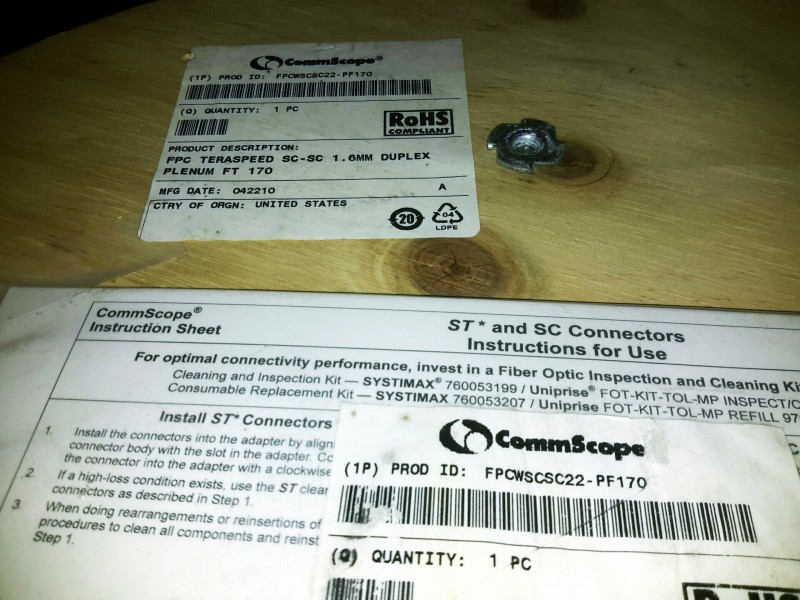 CommScope®
(1P) PROD ID: FPCWSCSC22-PF170
(Q) QUANTITY: 1 PC
RoHS
COMPLIANT
PRODUCT DESCRIPTION:
FPC TERASPEED SC-SC 1.6MM DUPLEX
PLENUM FT 170
MFG DATE: 042210 A
CTRY OF ORGN: UNITED STATES
20
04
LDPE
CommScope®
Instruction Sheet
ST* and SC Connectors
Instructions for Use
For optimal connectivity performance, invest in a Fiber Optic Inspection and Cleaning Ki
Cleaning and Inspection Kit — SYSTIMAX® 760053199 / Uniprise® FOT-KIT-TOL-MP INSPECT/C
Consumable Replacement Kit — SYSTIMAX 760053207 / Uniprise FOT-KIT-TOL-MP REFILL 97
Install ST* Connectors
1. Install the connectors into the adapter by align
connector body with the slot in the adapter. Co
the connector into the adapter with a clockwise
2. If a high-loss condition exists, use the ST clea
connectors as described in Step 1.
3. When doing rearrangements or reinsertions of
procedures to clean all components and reinst
Step 1.
CommScope
(1P) PROD ID: FPCWSCSC22-PF170
(Q) QUANTITY: 1 PC
RoHS